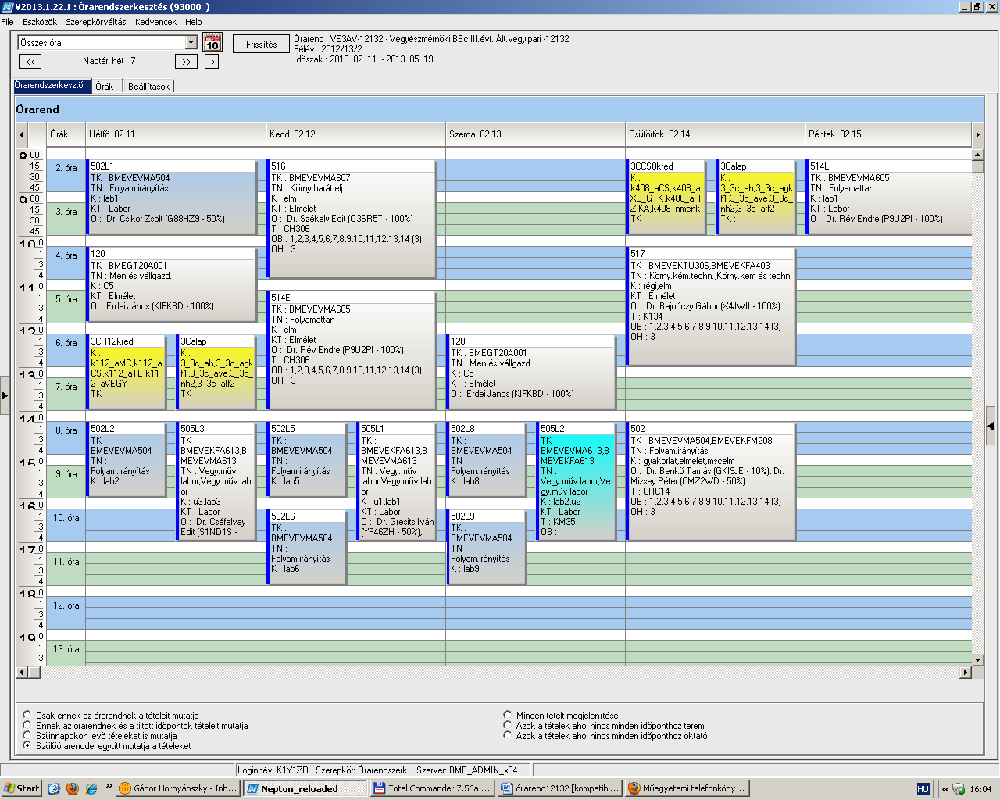 V2013.1.22.1 : Órarendszerkesztés (93000  )
File Eszközök Szerepkörváltás Kedvencek Help
Összes óra
10
Frissítés
Órarend : VE3AV-12132 - Vegyészmérnöki BSc III.évf. Ált.vegyipari -12132
Félév : 2012/13/2
Időszak : 2013. 02. 11. - 2013. 05. 19.
<< Naptári hét : 7 >> ->
Órarendszerkesztő Órák Beállítások
Órarend
Órák Hétfő 02.11. Kedd 02.12. Szerda 02.13. Csütörtök 02.14. Péntek 02.15.
8 00
15
30
45
9 00
15
30
45
10 0
1
3
4
11 0
1
3
4
12 0
1
3
4
13 0
1
3
4
14 0
1
3
4
15 0
1
3
4
16 0
1
3
4
17 0
1
3
4
18 0
1
3
4
19 0
1
3
2. óra
3. óra
4. óra
5. óra
6. óra
7. óra
8. óra
9. óra
10. óra
11. óra
12. óra
13. óra
502L1
TK : BMEVEVMA504
TN : Folyam.irányítás
K : lab1
KT : Labor
O : Dr. Csikor Zsolt (G88HZ9 - 50%)
120
TK : BMEGT20A001
TN : Men.és vállgazd.
K : C5
KT : Elmélet
O : Erdei János (KIFKBD - 100%)
3CH12kred
K :
k112_aMC,k112_a
CS,k112_aTE,k11
2_aVEGY
TK :
3Calap
K :
3_3c_ah,3_3c_agk
f1,3_3c_ave,3_3c_
nh2,3_3c_aff2
TK :
502L2
TK :
BMEVEVMA504
TN :
Folyam.irányítás
K : lab2
505L3
TK :
BMEVEKFA613,B
MEVEVMA613
TN : Vegy.műv
labor,Vegy.műv.lab
or
K : u3,lab3
KT : Labor
O : Dr. Cséfalvay
Edit (S1ND1S -
516
TK : BMEVEVMA607
TN : Körny.barát elj.
K : elm
KT : Elmélet
O : Dr. Székely Edit (O3SR5T - 100%)
T : CH306
OB : 1,2,3,4,5,6,7,8,9,10,11,12,13,14 (3)
OH : 3
514E
TK : BMEVEVMA605
TN : Folyamattan
K : elm
KT : Elmélet
O : Dr. Rév Endre (P9U2PI - 100%)
T : CH306
OB : 1,2,3,4,5,6,7,8,9,10,11,12,13,14 (3)
OH : 3
502L5
TK :
BMEVEVMA504
TN :
Folyam.irányítás
K : lab5
505L1
TK :
BMEVEKFA613,B
MEVEVMA613
TN : Vegy.műv
labor,Vegy.műv.lab
or
K : u1,lab1
KT : Labor
O : Dr. Gresits Iván
(YF46ZH - 50%),
502L6
TK :
BMEVEVMA504
TN :
Folyam.irányítás
K : lab6
120
TK : BMEGT20A001
TN : Men.és vállgazd.
K : C5
KT : Elmélet
O : Erdei János (KIFKBD - 100%)
502L8
TK :
BMEVEVMA504
TN :
Folyam.irányítás
K : lab8
505L2
TK :
BMEVEVMA613,B
MEVEKFA613
TN :
Vegy.műv.labor,Ve
gy.műv labor
K : lab2,u2
KT : Labor
T : KM35
OB :
502L9
TK :
BMEVEVMA504
TN :
Folyam.irányítás
K : lab9
3CCS8kred
K :
k408_aCS,k408_a
XC_GTK,k408_aFI
ZIKA,k408_nmenk
TK :
3Calap
K :
3_3c_ah,3_3c_agk
f1,3_3c_ave,3_3c_
nh2,3_3c_aff2
TK :
517
TK : BMEVEKTU306,BMEVEKFA403
TN : Körny.kém.techn.,Körny.kém és techn.
K : régi,elm
KT : Elmélet
O : Dr. Bajnóczy Gábor (X4JWII - 100%)
T : K134
OB : 1,2,3,4,5,6,7,8,9,10,11,12,13,14 (3)
OH : 3
502
TK : BMEVEVMA504,BMEVEKFM208
TN : Folyam.irányítás
K : gyakorlat,elmelet,mscelm
O : Dr. Benkő Tamás (GKI9JE - 10%), Dr.
Mizsey Péter (CMZ2WD - 50%)
T : CHC14
OB : 1,2,3,4,5,6,7,8,9,10,11,12,13,14 (3)
OH : 3
514L
TK : BMEVEVMA605
TN : Folyamattan
K : lab1
KT : Labor
O : Dr. Rév Endre (P9U2PI - 100%)
Csak ennek az órarendnek a tételeit mutatja
Ennek az órarendnek és a tiltott időpontok tételeit mutatja
Szünnapokon levő tételeket is mutatja
Szülőórarenddel együtt mutatja a tételeket
Minden tételt megjelenítése
Azok a tételek ahol nincs minden időponthoz terem
Azok a tételek ahol nincs minden időponthoz oktató
Loginnév: K1Y1ZR Szerepkör: Órarendszerk. Szerver: BME_ADMIN_x64
Start » Gábor Hornyánszky - Inb... Neptun_reloaded Total Commander 7.56a ... órarend12132 [kompatibi... Műegyetemi telefonköny... HU « 16:04